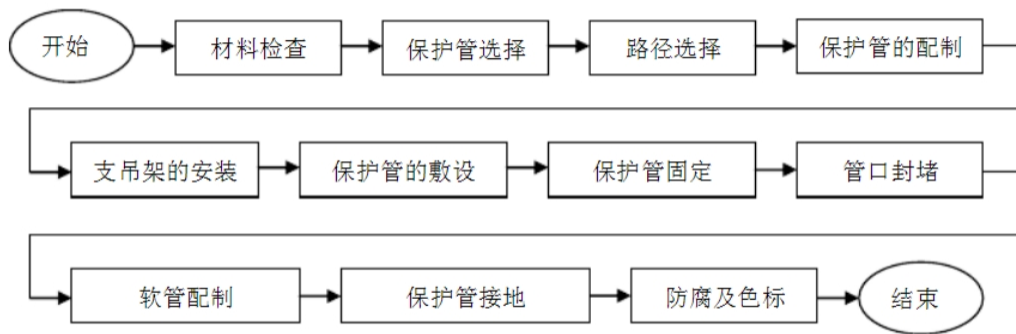 开始
材料检查
保护管选择
路径选择
保护管的配制
支吊架的安装
保护管的敷设
保护管固定
管口封堵
软管配制
保护管接地
防腐及色标
结束